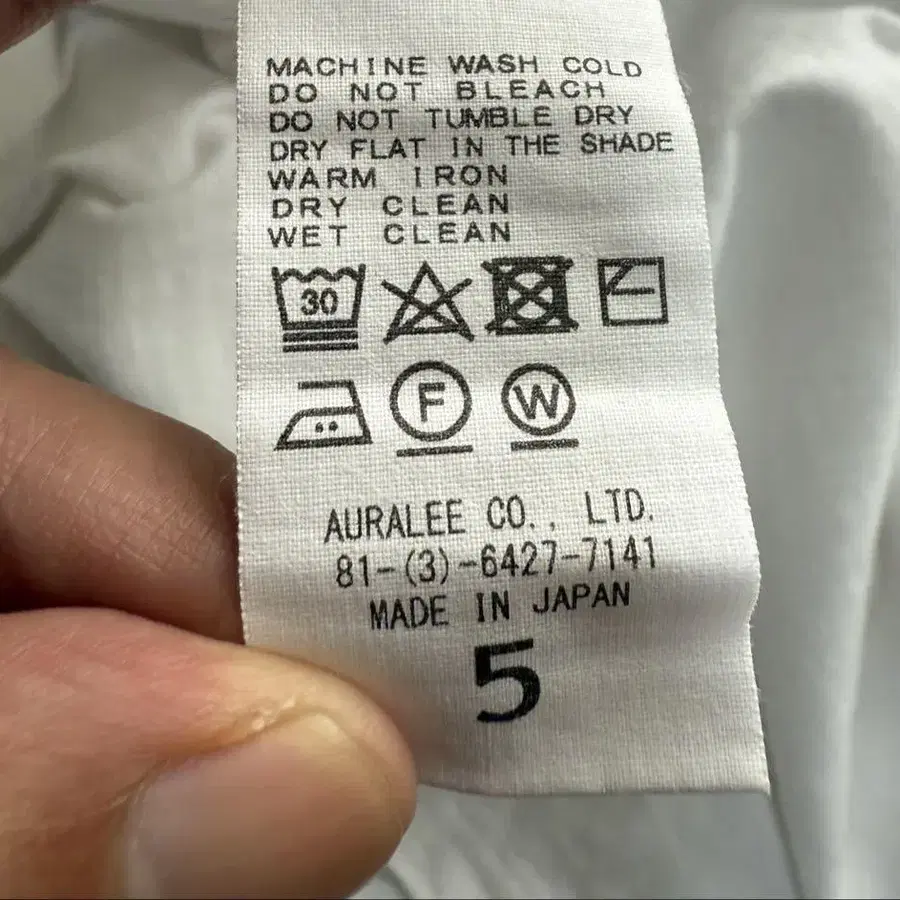 MACHINE WASH COLD
DO NOT BLEACH
DO NOT TUMBLE DRY
DRY FLAT IN THE SHADE
WARM IRON
DRY CLEAN
WET CLEAN
30
F W
AURALEE CO., LTD.
81-(3)-6427-7141
MADE IN JAPAN
5